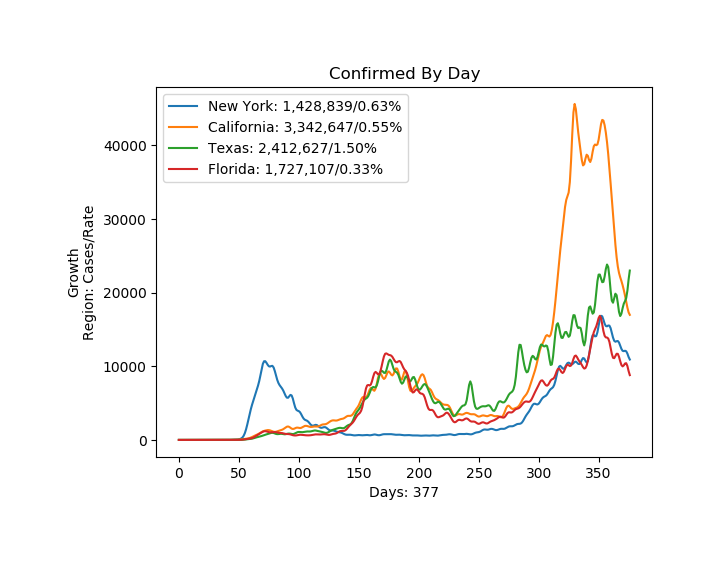 Confirmed By Day
New York: 1,428,839/0.63%
California: 3,342,647/0.55%
Texas: 2,412,627/1.50%
Florida: 1,727,107/0.33%
Growth
Region: Cases/Rate
40000
30000
20000
10000
0
0 50 100 150 200 250 300 350
Days: 377